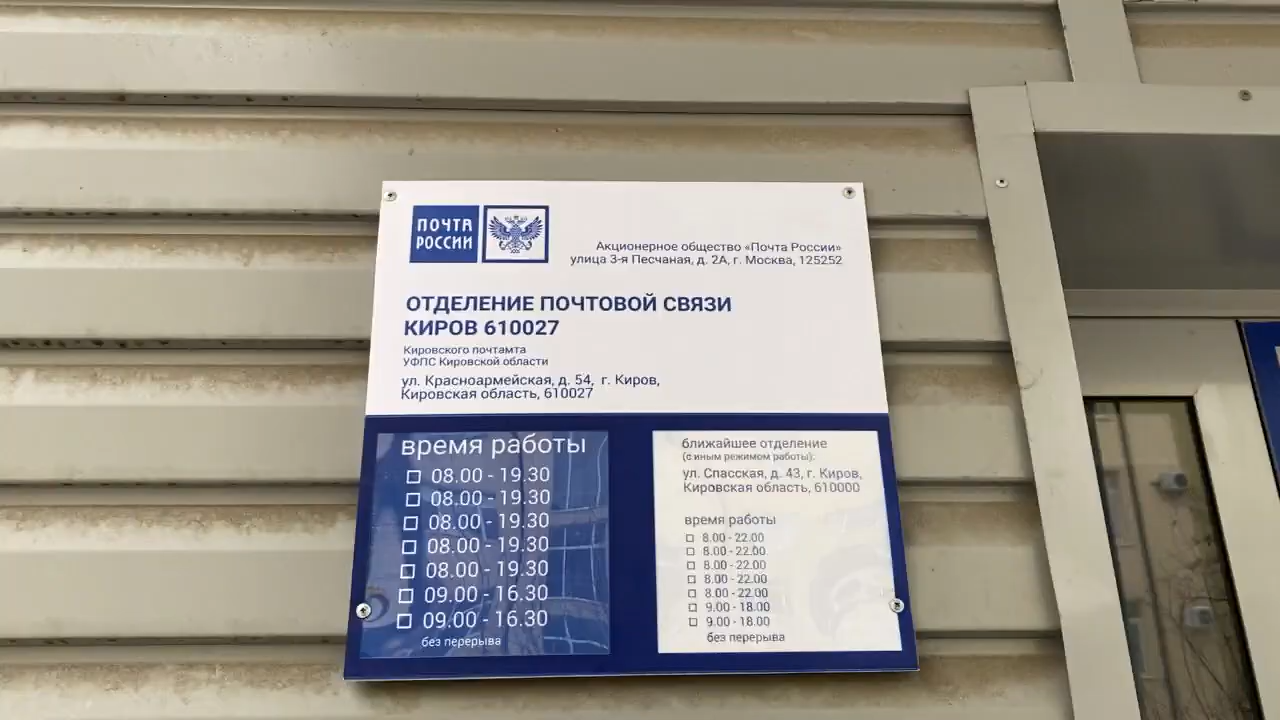 ПОЧТА
РОССИИ
Акционерное общество «Почта России»
улица 3-я Песчаная, д. 2А, г. Москва, 125252
ОТДЕЛЕНИЕ ПОЧТОВОЙ СВЯЗИ
КИРОВ 610027
Кировского почтамта
УФПС Кировской области
ул. Красноармейская, д. 54, г. Киров,
Кировская область, 610027
время работы
08.00 - 19.30
08.00 - 19.30
08.00 - 19.30
08.00 - 19.30
08.00 - 19.30
09.00 - 16.30
09.00 - 16.30
без перерыва
ближайшее отделение
(с иным режимом работы):
ул. Спасская, д. 43, г. Киров,
Кировская область, 610000
время работы
8.00 - 22.00
8.00 - 22.00
8.00 - 22.00
8.00 - 22.00
8.00 - 22.00
9.00 - 18.00
9.00 - 18.00
без перерыва